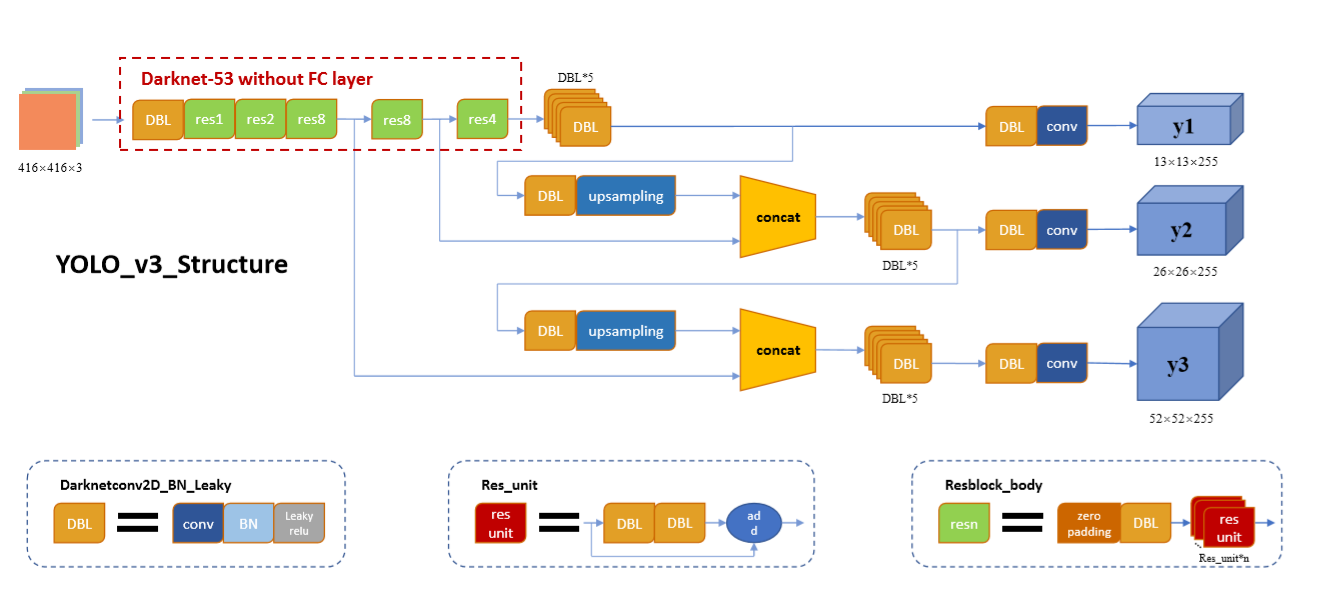 Darknet-53 without FC layer
DBL*5
DBL
res1
res2
res8
res8
res4
DBL
DBL
conv
y1
416×416×3
13×13×255
DBL
upsampling
concat
DBL
DBL
conv
y2
DBL*5
26×26×255
YOLO_v3_Structure
DBL
upsampling
concat
DBL
DBL
conv
y3
DBL*5
52×52×255
Darknetconv2D_BN_Leaky
DBL
conv
BN
Leaky
relu
Res_unit
res
unit
DBL
DBL
ad
d
Resblock_body
resn
zero
padding
DBL
res
unit
Res_unit*n